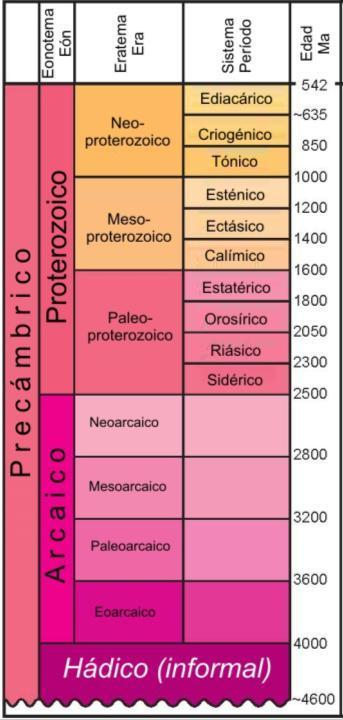 Eonotema
Eón
Eratema
Era
Sistema
Período
Edad
Ma
Precámbrico
Proterozoico
Neo-
proterozoico
Ediacárico
Criogénico
Tónico
Meso-
proterozoico
Esténico
Ectásico
Calímico
Paleo-
proterozoico
Estatérico
Orosírico
Riásico
Sidérico
Arcaico
Neoarcaico
Mesoarcaico
Paleoarcaico
Eoarcaico
Hádico (informal)
542
~635
850
1000
1200
1400
1600
1800
2050
2300
2500
2800
3200
3600
4000
~4600